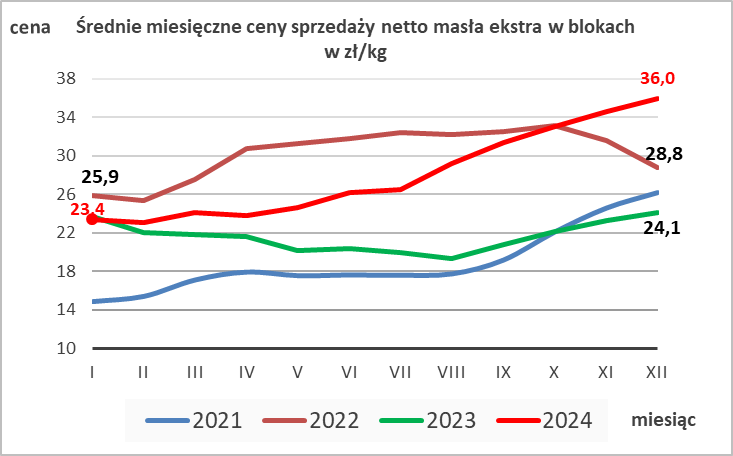 cena
Średnie miesięczne ceny sprzedaży netto masła ekstra w blokach
w zł/kg
38
34
30
26
22
18
14
10
25,9
23,4
36,0
28,8
24,1
I II III IV V VI VII VIII IX X XI XII
2021 2022 2023 2024
miesiąc